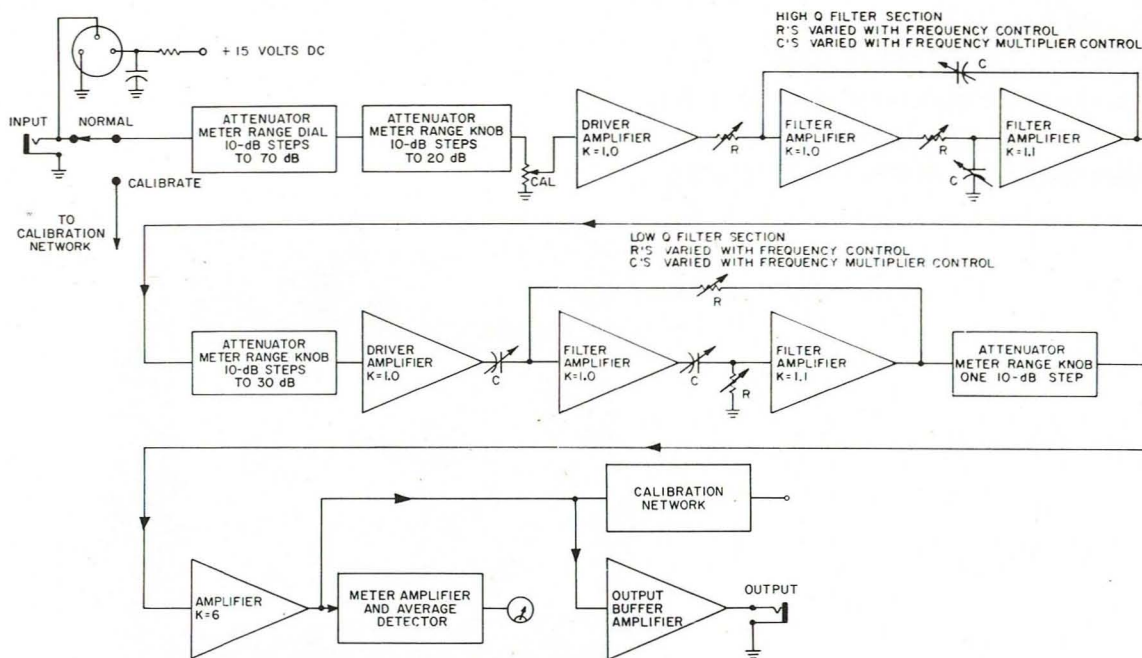 + 15 VOLTS DC
HIGH Q FILTER SECTION
R'S VARIED WITH FREQUENCY CONTROL
C'S VARIED WITH FREQUENCY MULTIPLIER CONTROL
C
INPUT
NORMAL
ATTENUATOR
METER RANGE DIAL
10-dB STEPS
TO 70 dB
ATTENUATOR
METER RANGE KNOB
10-dB STEPS
TO 20 dB
CAL
DRIVER
AMPLIFIER
K=1.0
R
FILTER
AMPLIFIER
K=1.0
R
C
FILTER
AMPLIFIER
K=1.1
CALIBRATE
TO
CALIBRATION
NETWORK
LOW Q FILTER SECTION
R'S VARIED WITH FREQUENCY CONTROL
C'S VARIED WITH FREQUENCY MULTIPLIER CONTROL
R
ATTENUATOR
METER RANGE KNOB
10-dB STEPS
TO 30 dB
DRIVER
AMPLIFIER
K=1.0
C
FILTER
AMPLIFIER
K=1.0
C
R
FILTER
AMPLIFIER
K=1.1
ATTENUATOR
METER RANGE KNOB
ONE 10-dB STEP
CALIBRATION
NETWORK
AMPLIFIER
K=6
METER AMPLIFIER
AND AVERAGE
DETECTOR
OUTPUT
BUFFER
AMPLIFIER
OUTPUT